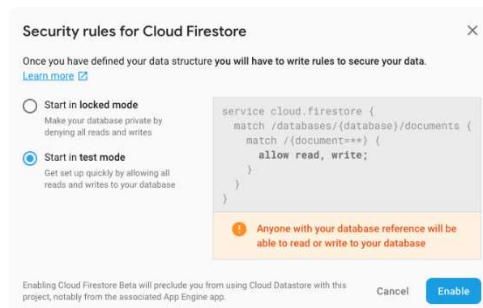 Security rules for Cloud Firestore
Once you have defined your data structure you will have to write rules to secure your data.
Learn more
Start in locked mode
Make your database private by
denying all reads and writes
Start in test mode
Get set up quickly by allowing all
reads and writes to your database
service cloud.firestore {
match /databases/{database}/documents {
match /{document=**} {
allow read, write;
}
}
}
Anyone with your database reference will be
able to read or write to your database
Enabling Cloud Firestore Beta will preclude you from using Cloud Datastore with this
project, notably from the associated App Engine app.
Cancel
Enable